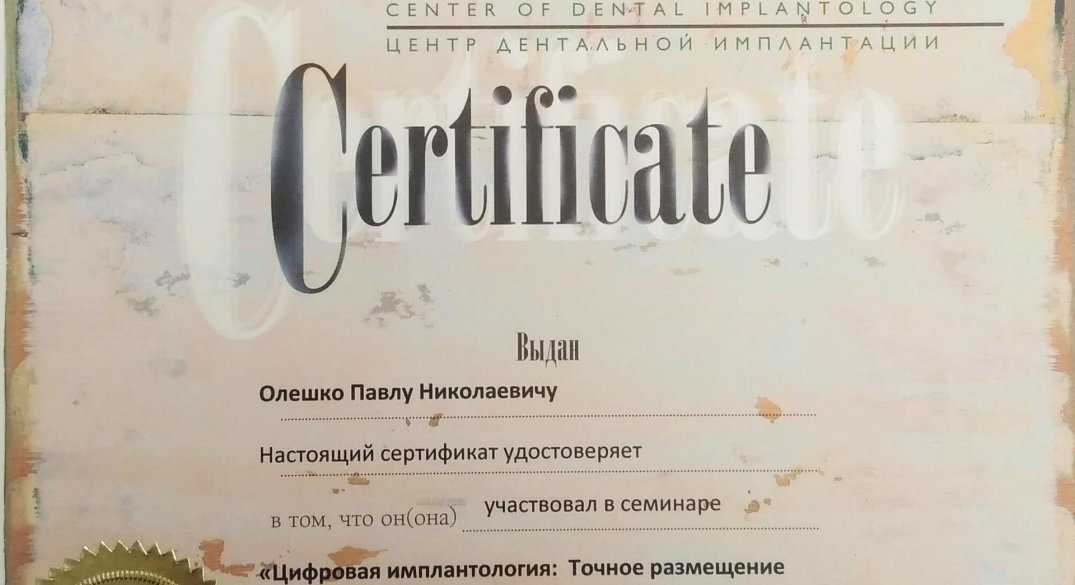 CENTER OF DENTAL IMPLANTOLOGY
ЦЕНТР ДЕНТАЛЬНОЙ ИМПЛАНТАЦИИ
Certificate
Выдан
Олешко Павлу Николаевичу
Настоящий сертификат удостоверяет
в том, что он(она) участвовал в семинаре
«Цифровая имплантология: Точное размещение